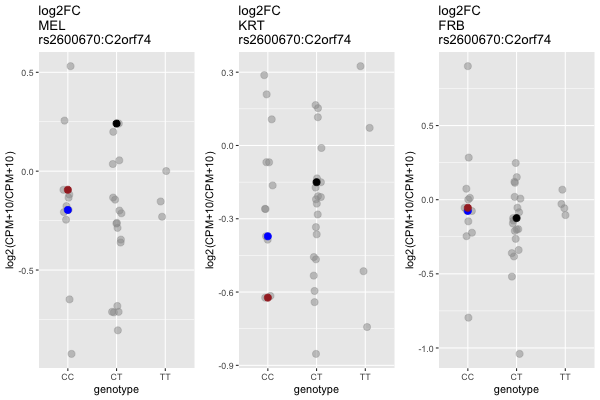 log2FC
MEL
rs2600670:C2orf74
log2(CPM+10/CPM+10)
0.5
0.0
-0.5
CC
CT
TT
genotype
log2FC
KRT
rs2600670:C2orf74
log2(CPM+10/CPM+10)
0.3
0.0
-0.3
-0.6
-0.9
CC
CT
TT
genotype
log2FC
FRB
rs2600670:C2orf74
log2(CPM+10/CPM+10)
0.5
0.0
-0.5
-1.0
CC
CT
TT
genotype